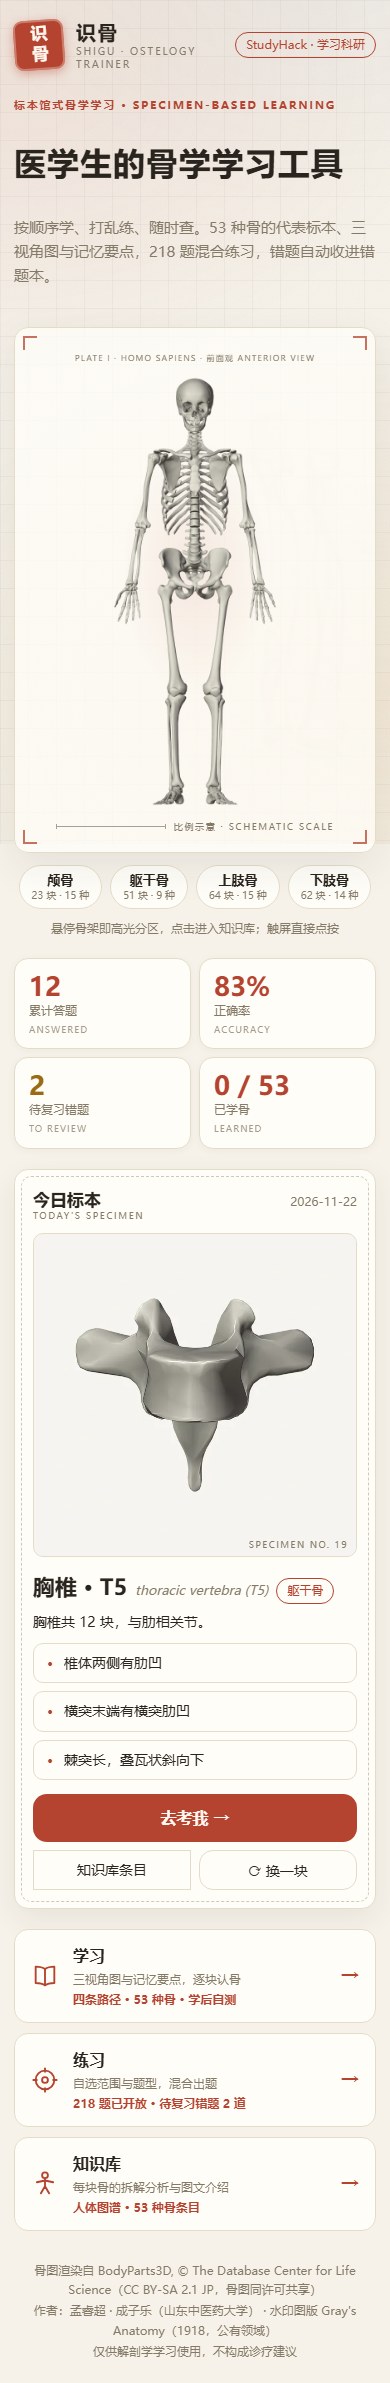 识骨
识骨
SHIGU · OSTELOGY TRAINER
StudyHack · 学习科研
标本馆式骨学学习 • SPECIMEN-BASED LEARNING
医学生的骨学学习工具
按顺序学、打乱练、随时查。53 种骨的代表标本、三
视角图与记忆要点，218 题混合练习，错题自动收进错
题本。
PLATE I · HOMO SAPIENS · 前面观 ANTERIOR VIEW
比例示意 · SCHEMATIC SCALE
颅骨
23 块 · 15 种
躯干骨
51 块 · 9 种
上肢骨
64 块 · 15 种
下肢骨
62 块 · 14 种
悬停骨架即高光分区，点击进入知识库；触屏直接点按
12
累计答题
ANSWERED
83%
正确率
ACCURACY
2
待复习错题
TO REVIEW
0 / 53
已学骨
LEARNED
今日标本
TODAY'S SPECIMEN
2026-11-22
SPECIMEN NO. 19
胸椎 • T5 thoracic vertebra (T5) 躯干骨
胸椎共 12 块，与肋相关节。
• 椎体两侧有肋凹
• 横突末端有横突肋凹
• 棘突长，叠瓦状斜向下
去考我 →
知识库条目
⟳ 换一块
学习
三视角图与记忆要点，逐块认骨
四条路径 • 53 种骨 • 学后自测
→
练习
自选范围与题型，混合出题
218 题已开放 • 待复习错题 2 道
→
知识库
每块骨的拆解分析与图文介绍
人体图谱 • 53 种骨条目
→
骨图渲染自 BodyParts3D, © The Database Center for Life
Science（CC BY-SA 2.1 JP，骨图同许可共享）
作者：孟睿超 · 成子乐（山东中医药大学） · 水印图版 Gray's
Anatomy（1918，公有领域）
仅供解剖学学习使用，不构成诊疗建议